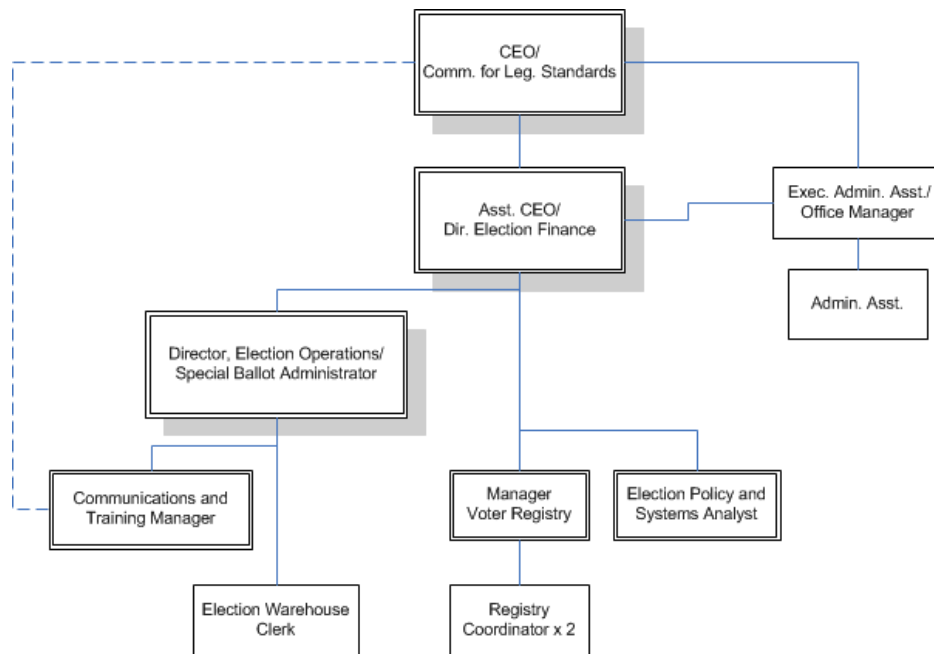 CEO/
Comm. for Leg. Standards
Asst. CEO/
Dir. Election Finance
Exec. Admin. Asst./
Office Manager
Admin. Asst.
Director, Election Operations/
Special Ballot Administrator
Communications and
Training Manager
Manager
Voter Registry
Election Policy and
Systems Analyst
Election Warehouse
Clerk
Registry
Coordinator x 2